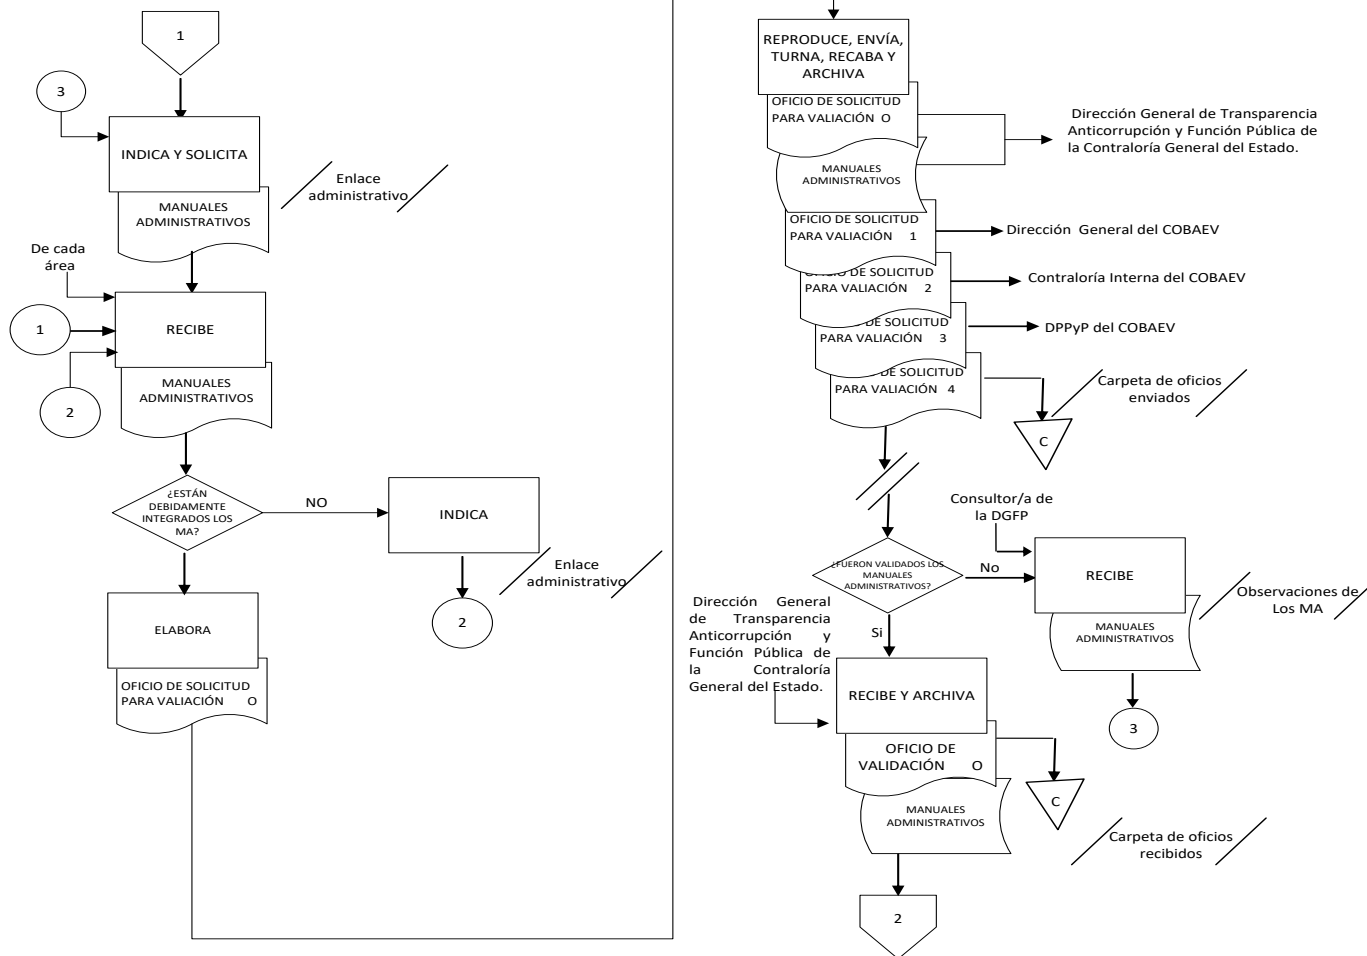 1
3
INDICA Y SOLICITA
MANUALES
ADMINISTRATIVOS
Enlace
administrativo
De cada
área
1
RECIBE
2
MANUALES
ADMINISTRATIVOS
¿ESTÁN
DEBIDAMENTE
INTEGRADOS LOS
MA?
NO
INDICA
Enlace
administrativo
2
ELABORA
OFICIO DE SOLICITUD
PARA VALIACIÓN O
REPRODUCE, ENVÍA,
TURNA, RECABA Y
ARCHIVA
OFICIO DE SOLICITUD
PARA VALIACIÓN O
MANUALES
ADMINISTRATIVOS
Dirección General de Transparencia
Anticorrupción y Función Pública de
la Contraloría General del Estado.
OFICIO DE SOLICITUD
PARA VALIACIÓN 1
Dirección General del COBAEV
OFICIO DE SOLICITUD
PARA VALIACIÓN 2
Contraloría Interna del COBAEV
DE SOLICITUD
PARA VALIACIÓN 3
DPPyP del COBAEV
DE SOLICITUD
PARA VALIACIÓN 4
Carpeta de oficios
enviados
C
Consultor/a de
la DGFP
¿FUERON VALIDADOS LOS
MANUALES
ADMINISTRATIVOS?
No
RECIBE
MANUALES
ADMINISTRATIVOS
Observaciones de
Los MA
3
Si
Dirección General
de Transparencia
Anticorrupción y
Función Pública de
la Contraloría
General del Estado.
RECIBE Y ARCHIVA
OFICIO DE
VALIDACIÓN O
MANUALES
ADMINISTRATIVOS
C
Carpeta de oficios
recibidos
2